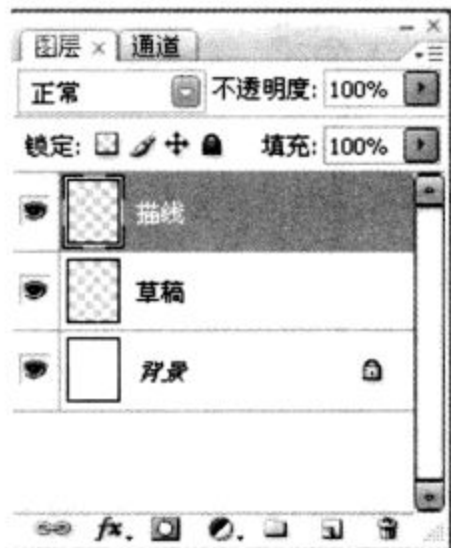 图层 × 通道
正常 不透明度: 100%
锁定: 填充: 100%
描线
草稿
背景
fx.